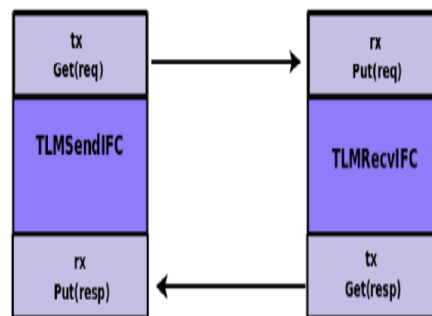 tx
Get(req)
TLMSendIFC
rx
Put(resp)
rx
Put(req)
TLMRecvIFC
tx
Get(resp)